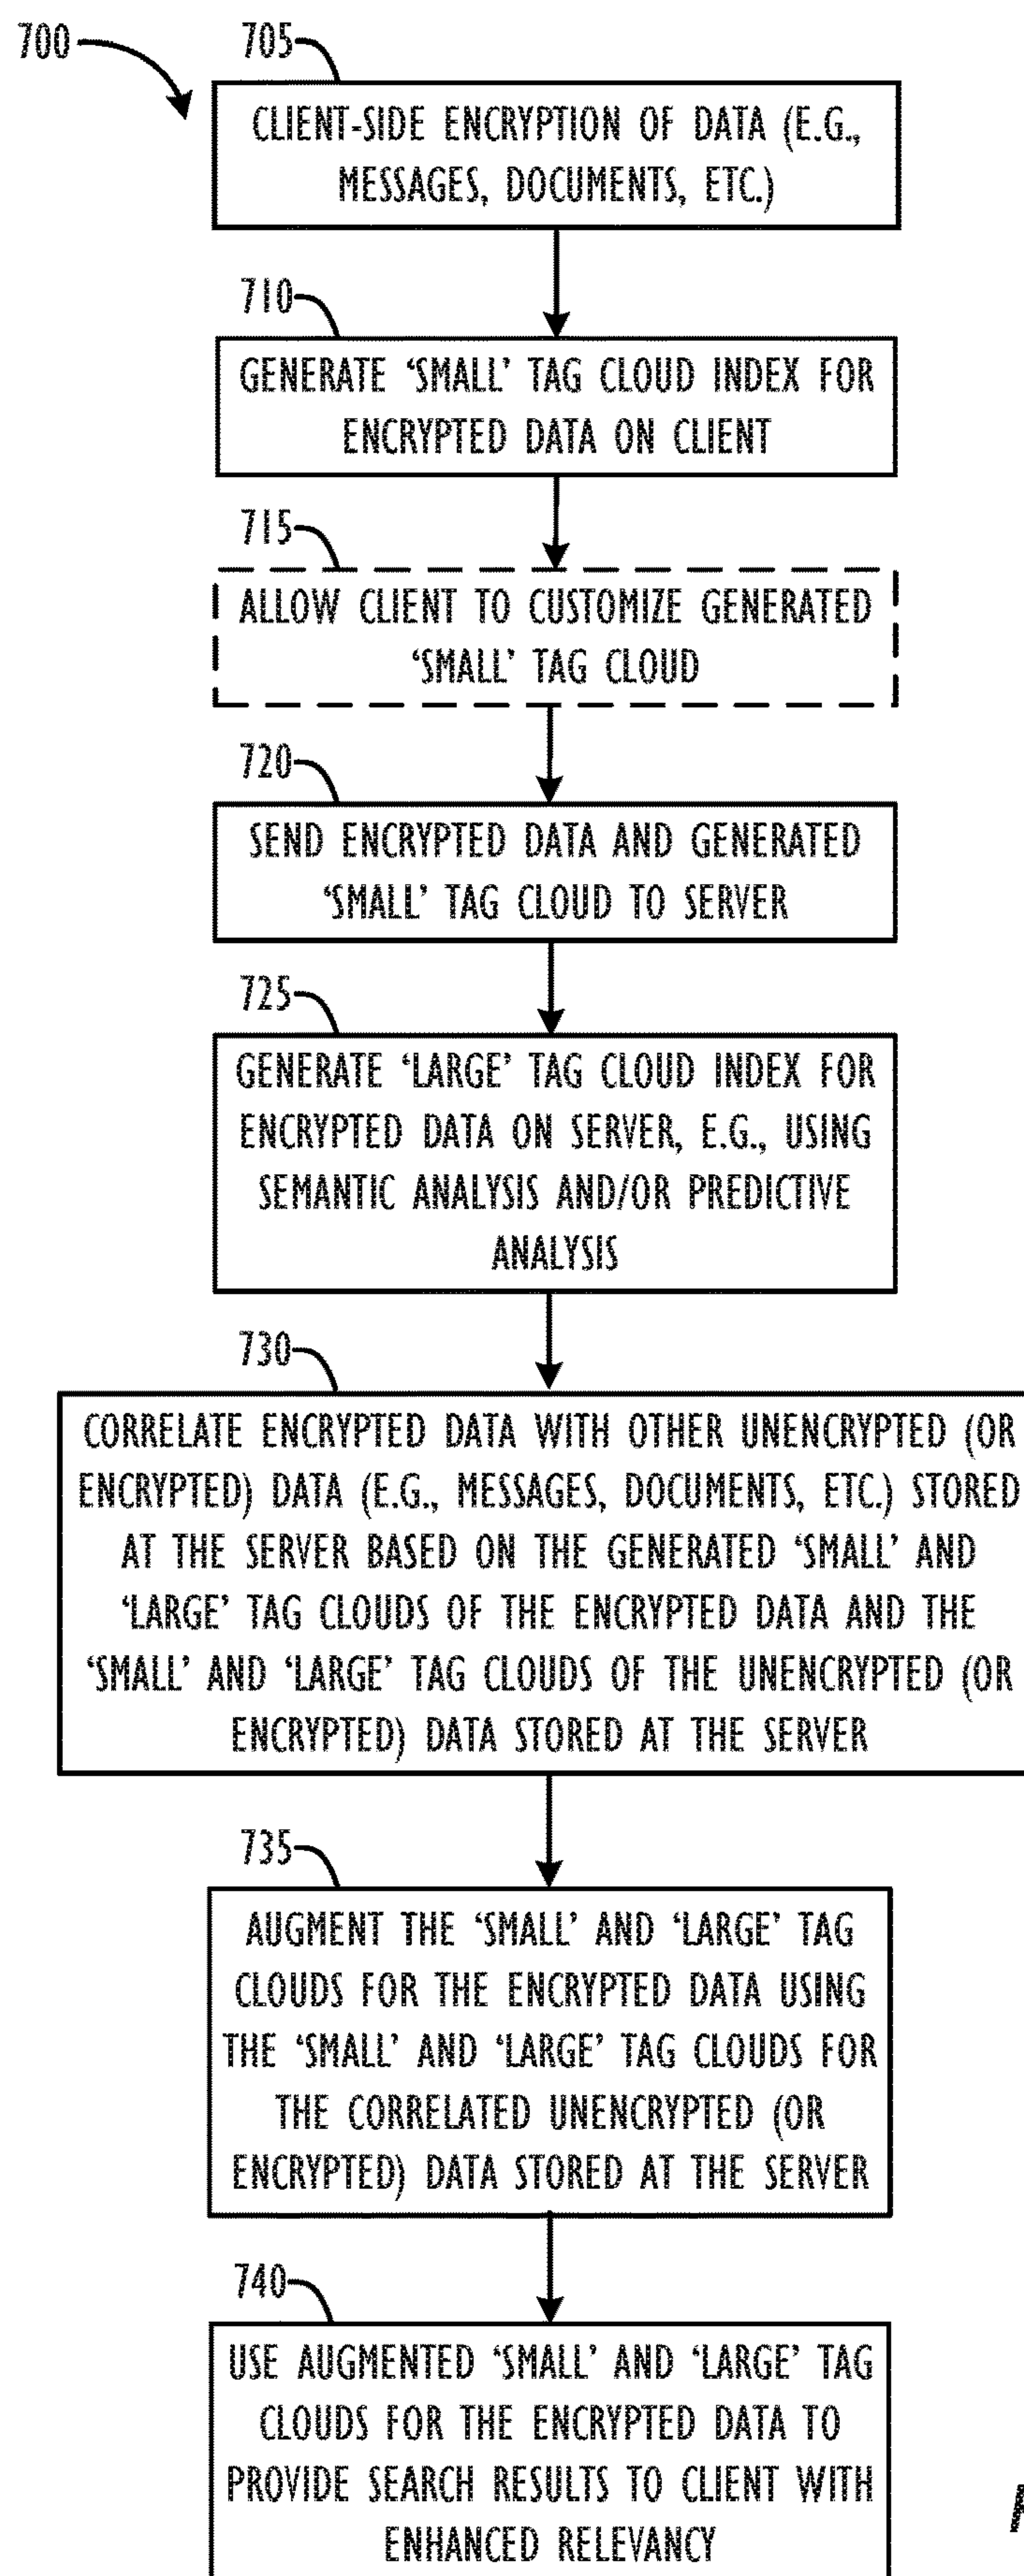 700
705
CLIENT-SIDE ENCRYPTION OF DATA (E.G.,
MESSAGES, DOCUMENTS, ETC.)
710
GENERATE ‘SMALL’ TAG CLOUD INDEX FOR
ENCRYPTED DATA ON CLIENT
715
ALLOW CLIENT TO CUSTOMIZE GENERATED
‘SMALL’ TAG CLOUD
720
SEND ENCRYPTED DATA AND GENERATED
‘SMALL’ TAG CLOUD TO SERVER
725
GENERATE ‘LARGE’ TAG CLOUD INDEX FOR
ENCRYPTED DATA ON SERVER, E.G., USING
SEMANTIC ANALYSIS AND/OR PREDICTIVE
ANALYSIS
730
CORRELATE ENCRYPTED DATA WITH OTHER UNENCRYPTED (OR
ENCRYPTED) DATA (E.G., MESSAGES, DOCUMENTS, ETC.) STORED
AT THE SERVER BASED ON THE GENERATED ‘SMALL’ AND
‘LARGE’ TAG CLOUDS OF THE ENCRYPTED DATA AND THE
‘SMALL’ AND ‘LARGE’ TAG CLOUDS OF THE UNENCRYPTED (OR
ENCRYPTED) DATA STORED AT THE SERVER
735
AUGMENT THE ‘SMALL’ AND ‘LARGE’ TAG
CLOUDS FOR THE ENCRYPTED DATA USING
THE ‘SMALL’ AND ‘LARGE’ TAG CLOUDS FOR
THE CORRELATED UNENCRYPTED (OR
ENCRYPTED) DATA STORED AT THE SERVER
740
USE AUGMENTED ‘SMALL’ AND ‘LARGE’ TAG
CLOUDS FOR THE ENCRYPTED DATA TO
PROVIDE SEARCH RESULTS TO CLIENT WITH
ENHANCED RELEVANCY